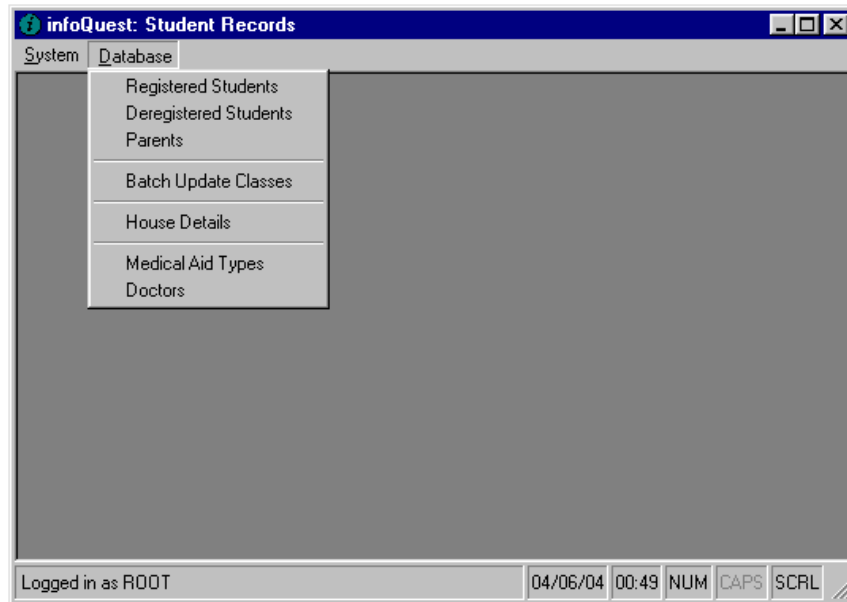 infoQuest: Student Records
System Database
Registered Students
Deregistered Students
Parents
Batch Update Classes
House Details
Medical Aid Types
Doctors
Logged in as ROOT 04/06/04 00:49 NUM CAPS SCRL